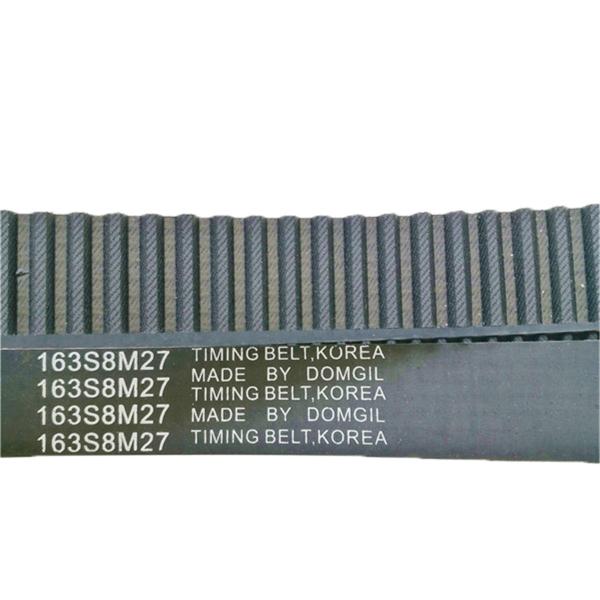 163S8M27 TIMING BELT,KOREA
163S8M27 MADE BY DOMGIL
TIMING BELT,KOREA
163S8M27 MADE BY DOMGIL
163S8M27 TIMING BELT,KOREA